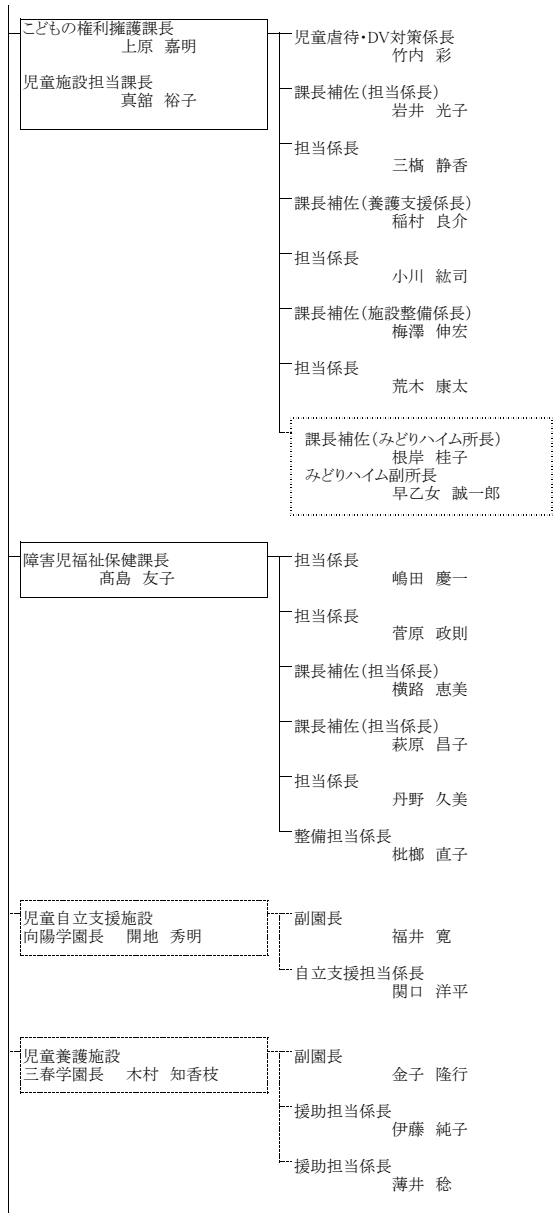 こどもの権利擁護課長
上原 嘉明
児童施設担当課長
真舘 裕子
児童虐待・DV対策係長
竹内 彩
課長補佐(担当係長)
岩井 光子
担当係長
三槗 静香
課長補佐(養護支援係長)
稲村 良介
担当係長
小川 紘司
課長補佐(施設整備係長)
梅澤 伸宏
担当係長
荒木 康太
課長補佐(みどりハイム所長)
根岸 桂子
みどりハイム副所長
早乙女 誠一郎
障害児福祉保健課長
髙島 友子
担当係長
嶋田 慶一
担当係長
菅原 政則
課長補佐(担当係長)
横路 恵美
課長補佐(担当係長)
萩原 昌子
担当係長
丹野 久美
整備担当係長
枇榔 直子
児童自立支援施設
向陽学園長 開地 秀明
副園長
福井 寛
自立支援担当係長
関口 洋平
児童養護施設
三春学園長 木村 知香枝
副園長
金子 隆行
援助担当係長
伊藤 純子
援助担当係長
薄井 稔